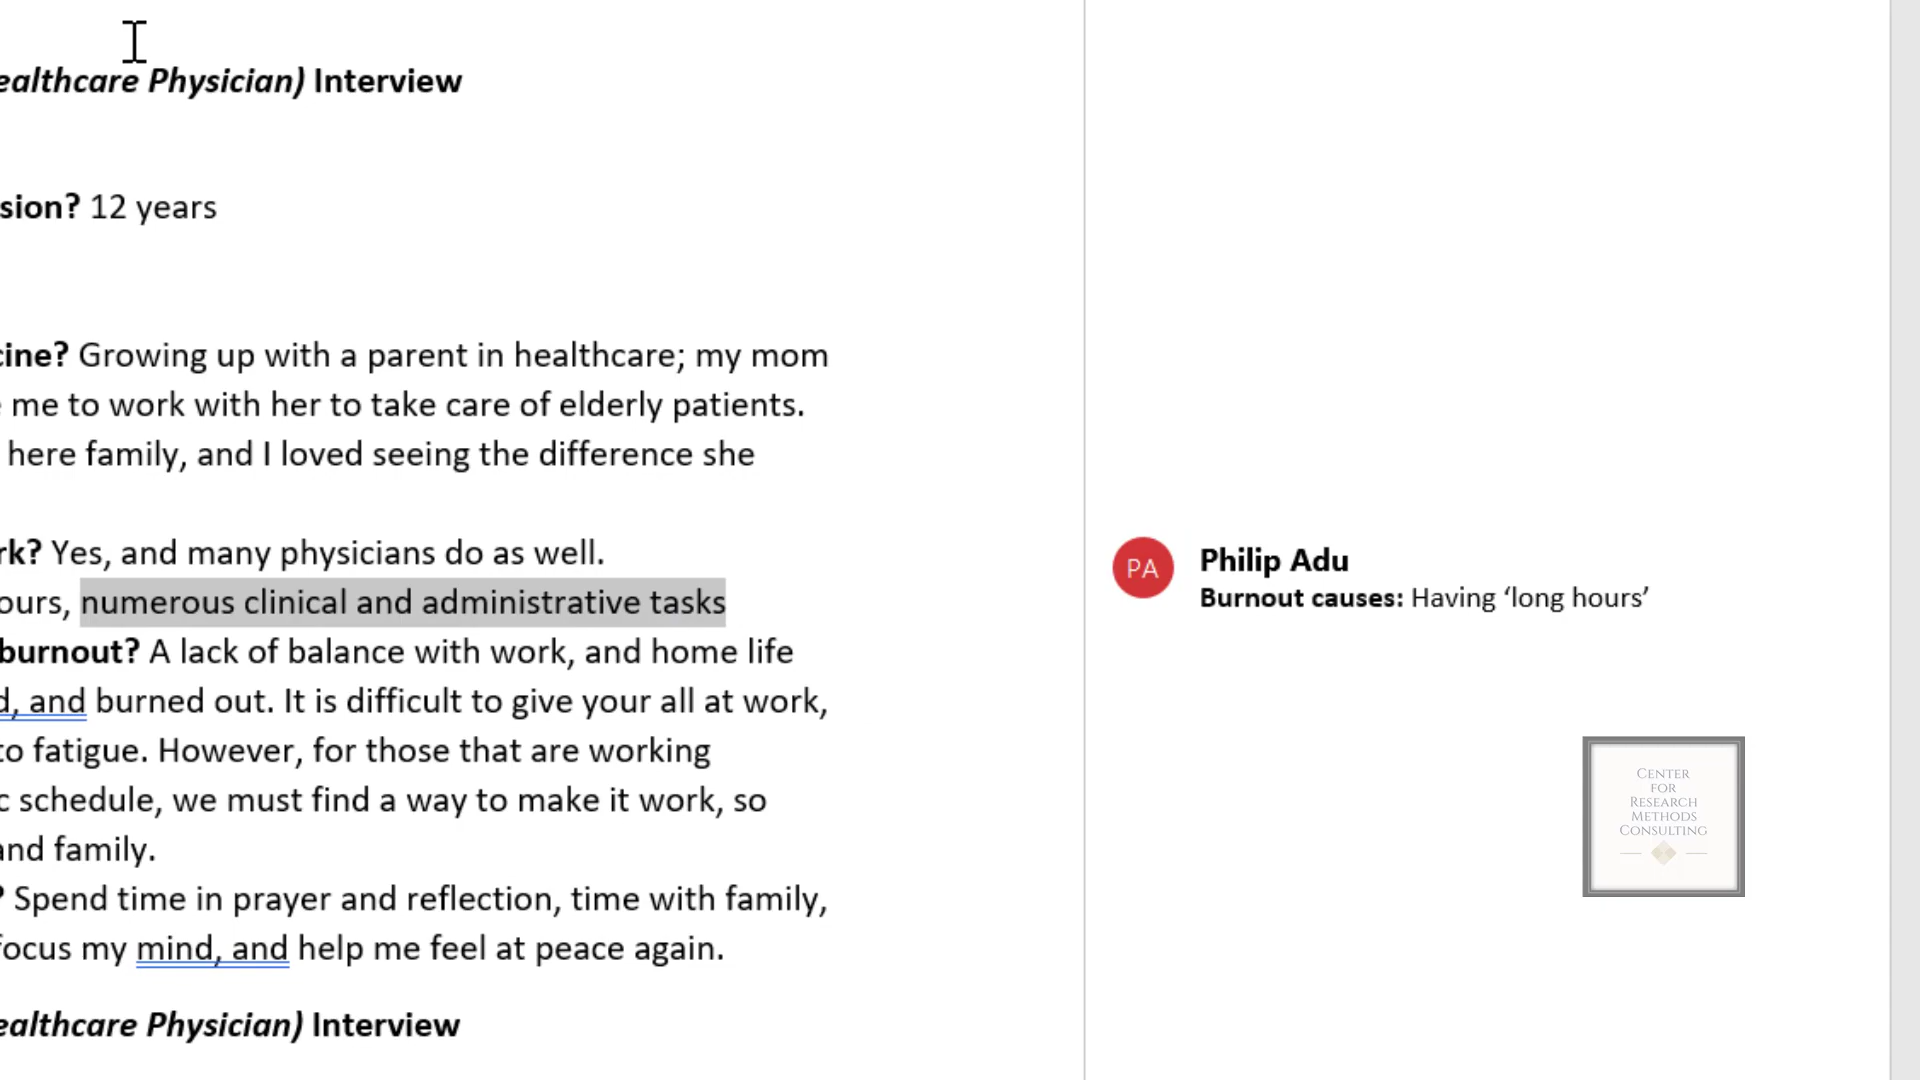 ealthcare Physician) Interview
sion? 12 years
cine? Growing up with a parent in healthcare; my mom
me to work with her to take care of elderly patients.
here family, and I loved seeing the difference she
rk? Yes, and many physicians do as well.
ours, numerous clinical and administrative tasks
burnout? A lack of balance with work, and home life
d, and burned out. It is difficult to give your all at work,
to fatigue. However, for those that are working
c schedule, we must find a way to make it work, so
and family.
? Spend time in prayer and reflection, time with family,
focus my mind, and help me feel at peace again.
ealthcare Physician) Interview
PA
Philip Adu
Burnout causes: Having ‘long hours’
CENTER
FOR
RESEARCH
METHODS
CONSULTING